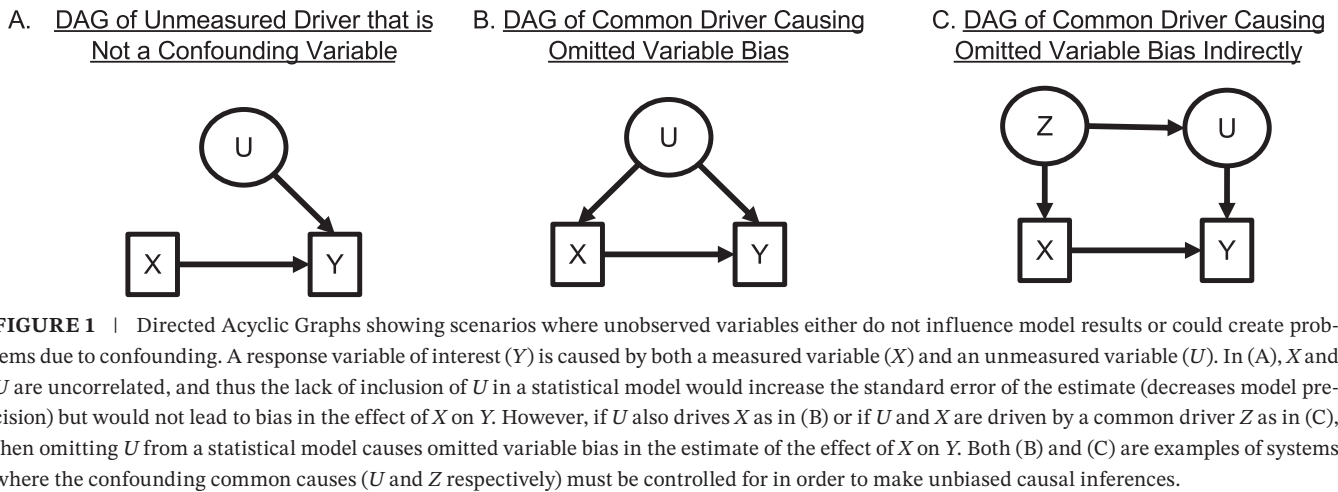 A. DAG of Unmeasured Driver that is
Not a Confounding Variable
B. DAG of Common Driver Causing
Omitted Variable Bias
C. DAG of Common Driver Causing
Omitted Variable Bias Indirectly
U
X
Y
U
X
Y
Z
U
X
Y
FIGURE 1 | Directed Acyclic Graphs showing scenarios where unobserved variables either do not influence model results or could create prob-
lems due to confounding. A response variable of interest (Y) is caused by both a measured variable (X) and an unmeasured variable (U). In (A), X and
U are uncorrelated, and thus the lack of inclusion of U in a statistical model would increase the standard error of the estimate (decreases model pre-
cision) but would not lead to bias in the effect of X on Y. However, if U also drives X as in (B) or if U and X are driven by a common driver Z as in (C),
then omitting U from a statistical model causes omitted variable bias in the estimate of the effect of X on Y. Both (B) and (C) are examples of systems
where the confounding common causes (U and Z respectively) must be controlled for in order to make unbiased causal inferences.